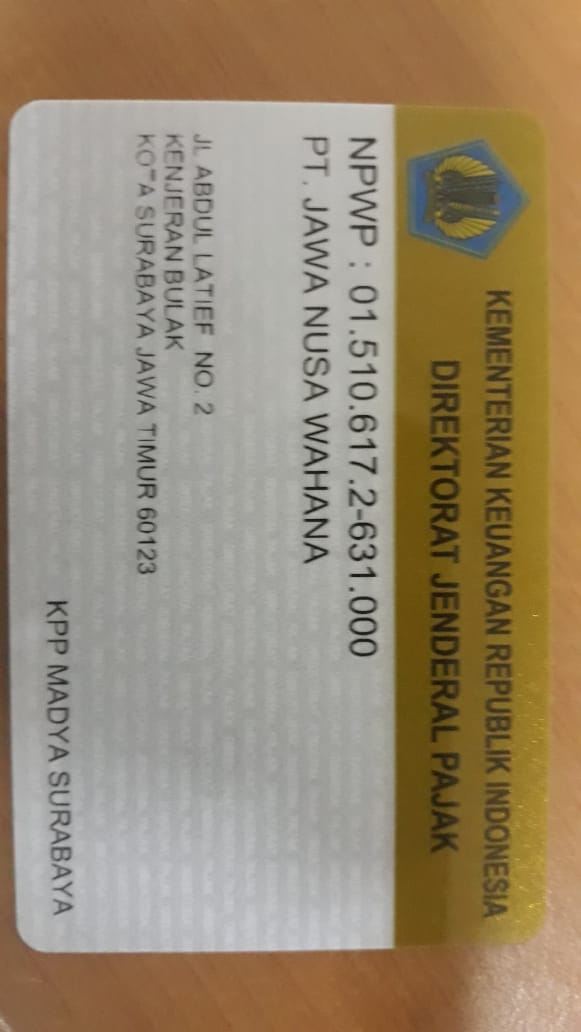 KEMENTERIAN KEUANGAN REPUBLIK INDONESIA
DIREKTORAT JENDERAL PAJAK
NPWP : 01.510.617.2-631.000
PT. JAWA NUSA WAHANA
JL ABDUL LATIEF NO. 2
KENJERAN BULAK
KOTA SURABAYA JAWA TIMUR 60123
KPP MADYA SURABAYA